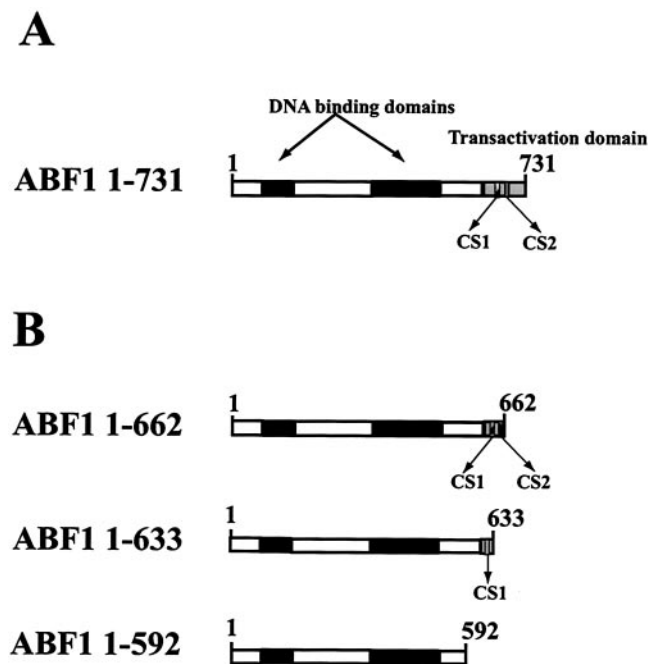 A
DNA binding domains
Transactivation domain
ABF1 1-731
1
731
CS1
CS2
B
ABF1 1-662
1
662
CS1
CS2
ABF1 1-633
1
633
CS1
ABF1 1-592
1
592